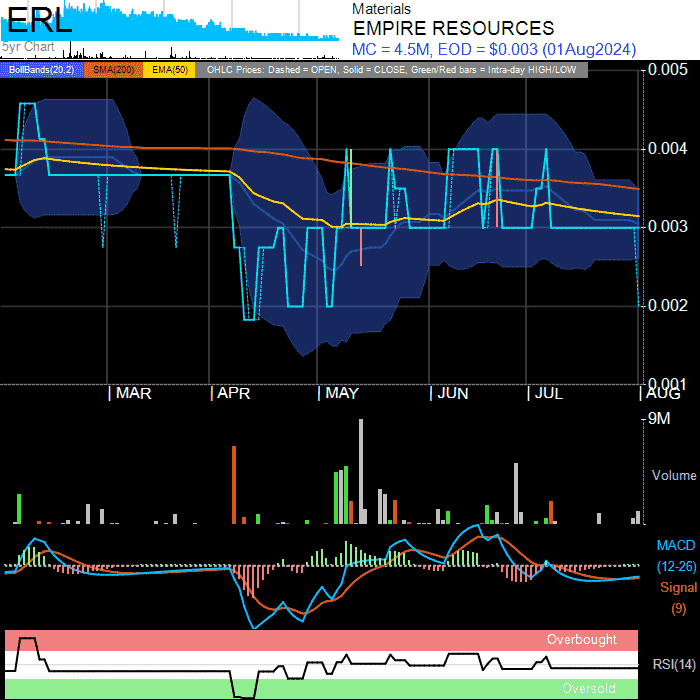 ERL
5yr Chart
Materials
EMPIRE RESOURCES
MC = 4.5M, EOD = $0.003 (01Aug2024)
BollBands(20,2) SMA(200) EMA(50) OHLC Prices: Dashed = OPEN, Solid = CLOSE, Green/Red bars = Intra-day HIGH/LOW
0.005
0.004
0.003
0.002
0.001
MAR APR MAY JUN JUL AUG
9M
Volume
MACD
(12-26)
Signal
(9)
Overbought
RSI(14)
Oversold